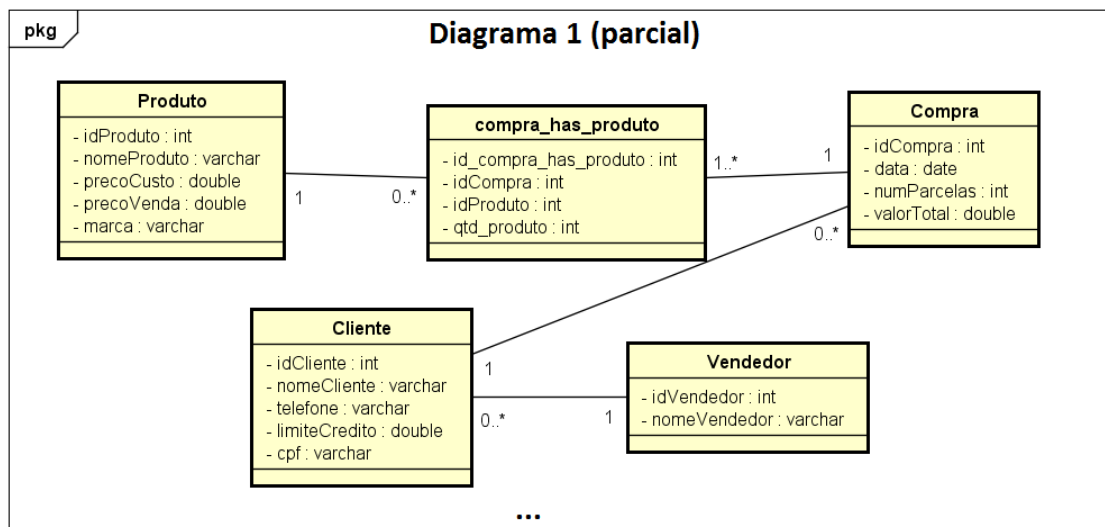 pkg
Diagrama 1 (parcial)
Produto
- idProduto : int
- nomeProduto : varchar
- precoCusto : double
- precoVenda : double
- marca : varchar
1
0..*
compra_has_produto
- id_compra_has_produto : int
- idCompra : int
- idProduto : int
- qtd_produto : int
1..*
1
Compra
- idCompra : int
- data : date
- numParcelas : int
- valorTotal : double
0..*
Cliente
- idCliente : int
- nomeCliente : varchar
- telefone : varchar
- limiteCredito : double
- cpf : varchar
1
0..*
1
Vendedor
- idVendedor : int
- nomeVendedor : varchar
...